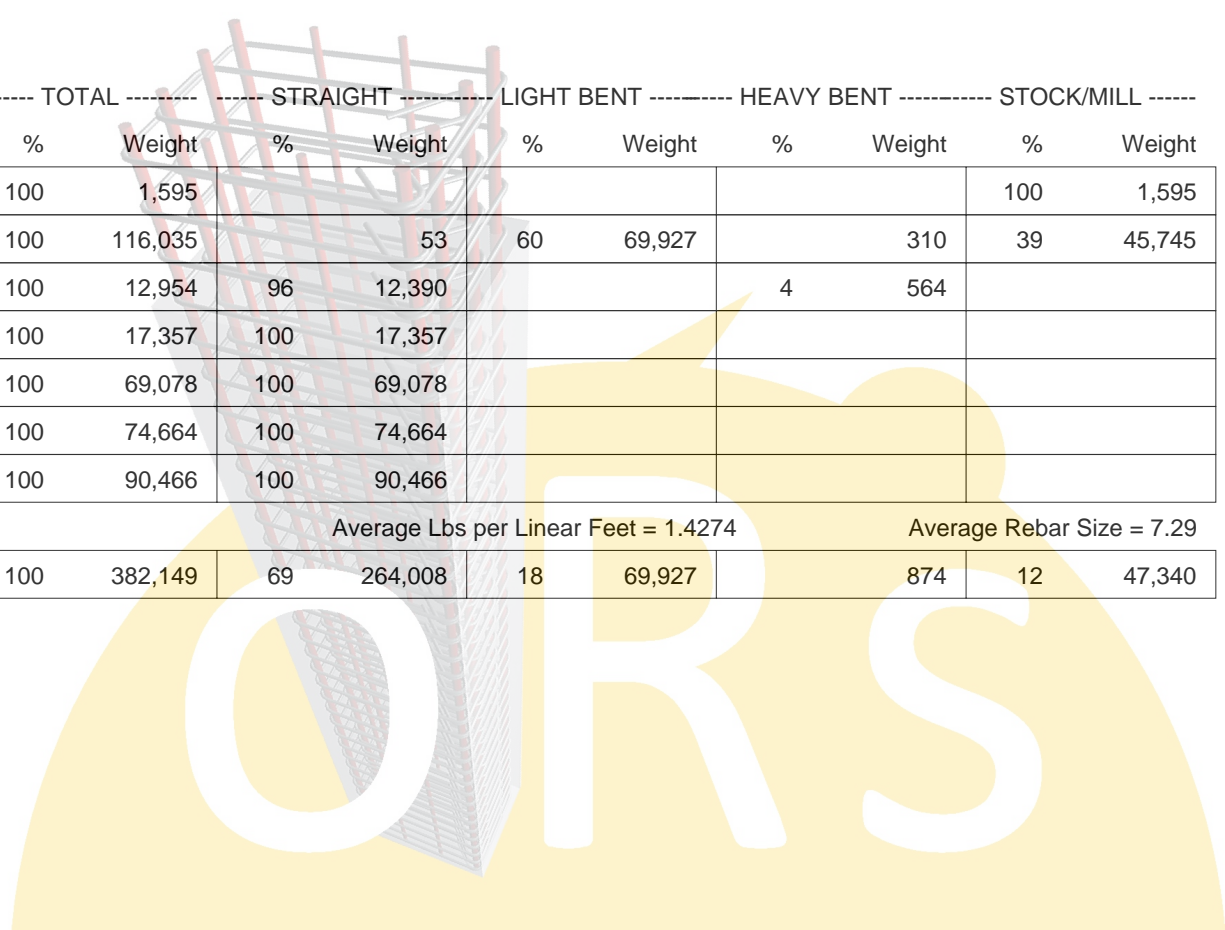 ----- TOTAL --------- ------ STRAIGHT ------------ LIGHT BENT ------------ HEAVY BENT ------------- STOCK/MILL ------
% Weight % Weight % Weight % Weight % Weight
100 1,595 100 1,595
100 116,035 53 60 69,927 310 39 45,745
100 12,954 96 12,390 4 564
100 17,357 100 17,357
100 69,078 100 69,078
100 74,664 100 74,664
100 90,466 100 90,466
Average Lbs per Linear Feet = 1.4274 Average Rebar Size = 7.29
100 382,149 69 264,008 18 69,927 874 12 47,340
ORS